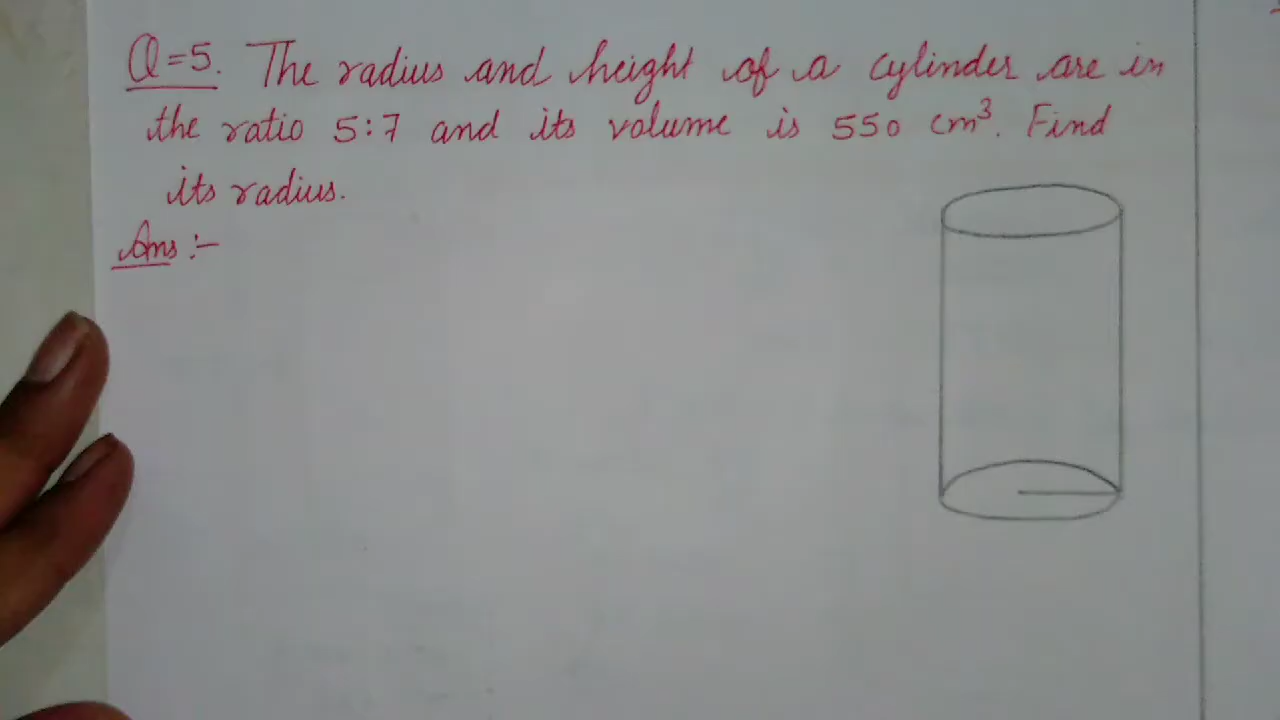 Q=5. The radius and height of a cylinder are in
the ratio 5:7 and its volume is 550 cm³. Find
its radius.
Ans :-